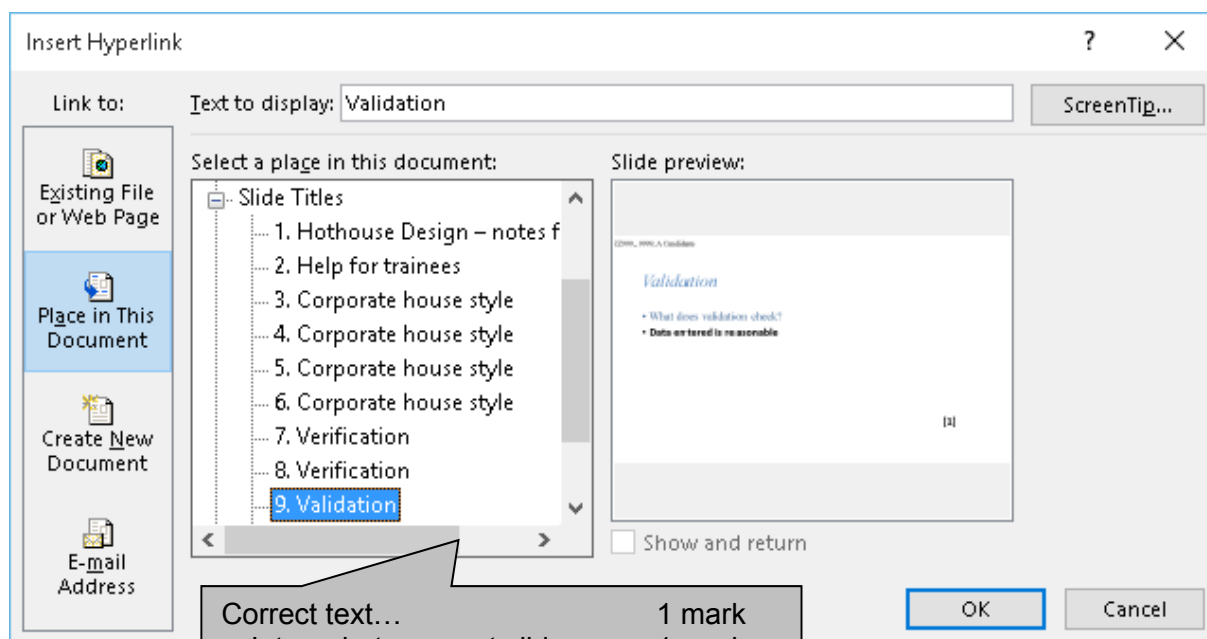 Insert Hyperlink
? ×
Link to:
Text to display: Validation
ScreenTip...
Existing File
or Web Page
Place in This
Document
Create New
Document
E-mail
Address
Select a place in this document:
Slide Titles
1. Hothouse Design – notes f
2. Help for trainees
3. Corporate house style
4. Corporate house style
5. Corporate house style
6. Corporate house style
7. Verification
8. Verification
9. Validation
Slide preview:
A Candidate
Validation
• What does validation check?
• Data entered is reasonable
[1]
Show and return
Correct text… 1 mark
OK
Cancel